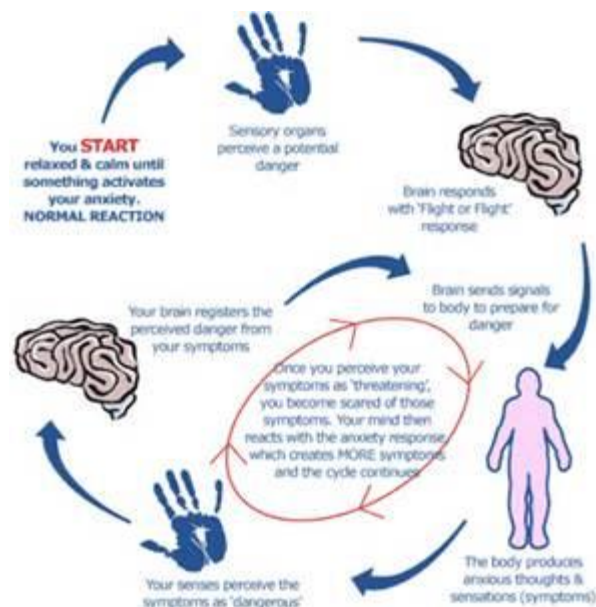 You START
relaxed & calm until
something activates
your anxiety.
NORMAL REACTION
Sensory organs
perceive a potential
danger
Brain responds
with 'Flight or Flight'
response
Brain sends signals
to body to prepare for
danger
The body produces
anxious thoughts &
sensations (symptoms)
Your senses perceive the
symptoms as 'dangerous'
Your brain registers the
perceived danger from
your symptoms
Once you perceive your
symptoms as 'threatening',
you become scared of those
symptoms. Your mind then
reacts with the anxiety response
which creates MORE symptoms
and the cycle continues